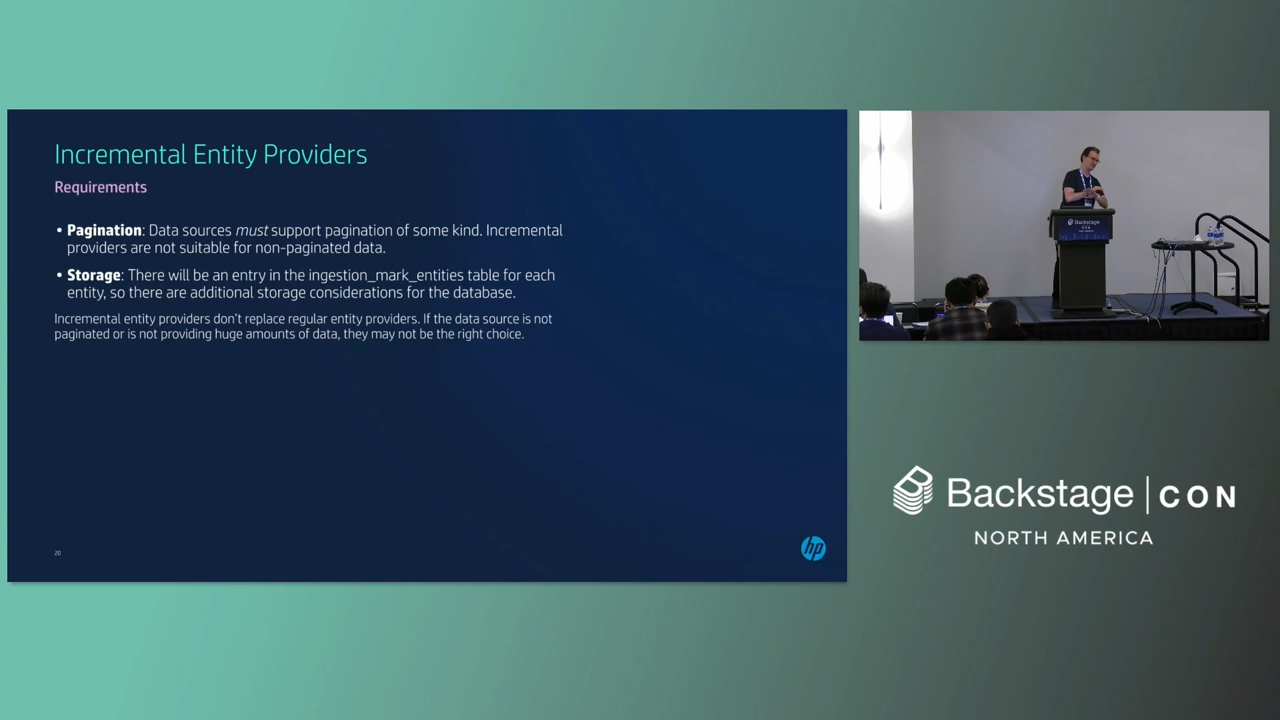 Incremental Entity Providers
Requirements
• Pagination: Data sources must support pagination of some kind. Incremental
providers are not suitable for non-paginated data.
• Storage: There will be an entry in the ingestion_mark_entities table for each
entity, so there are additional storage considerations for the database.
Incremental entity providers don't replace regular entity providers. If the data source is not
paginated or is not providing huge amounts of data, they may not be the right choice.
20
hp
Backstage
CON
Backstage | CON
NORTH AMERICA